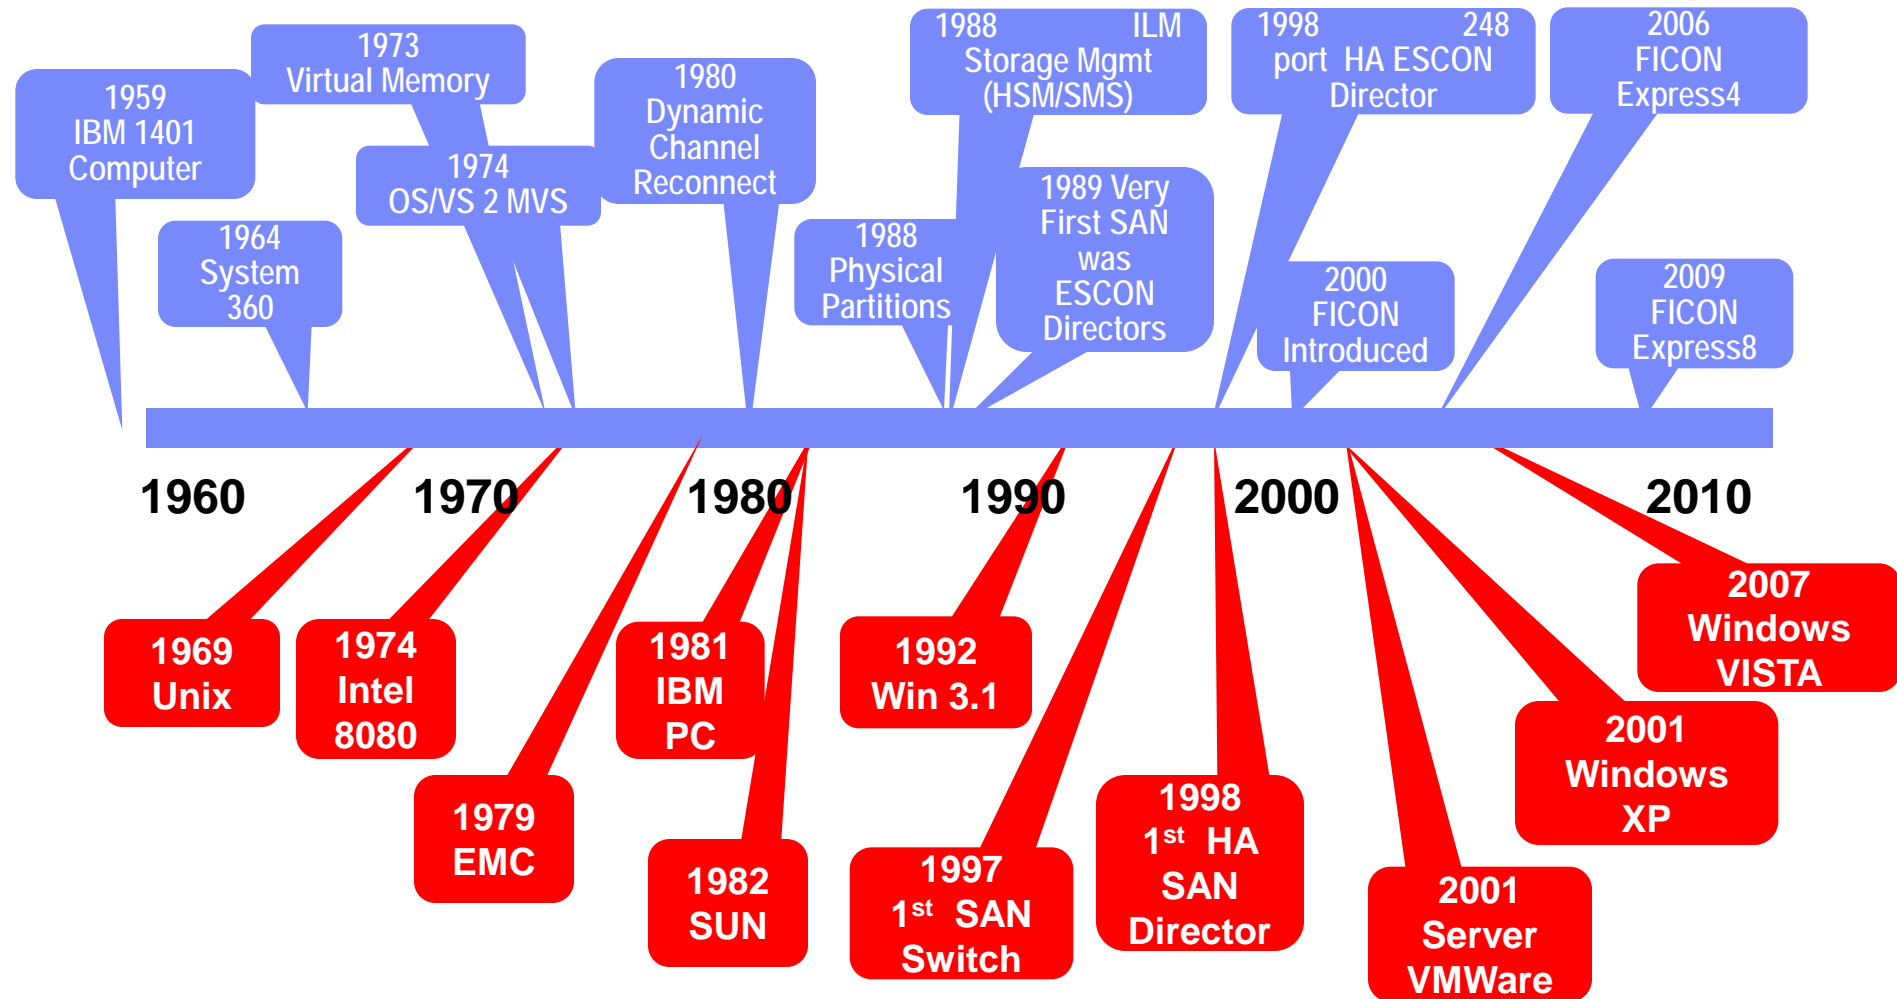 1959
IBM 1401
Computer
1964
System
360
1973
Virtual Memory
1974
OS/VS 2 MVS
1980
Dynamic
Channel
Reconnect
1988
Physical
Partitions
1988 ILM
Storage Mgmt
(HSM/SMS)
1989 Very
First SAN
was
ESCON
Directors
1998 248
port HA ESCON
Director
2000
FICON
Introduced
2006
FICON
Express4
2009
FICON
Express8
1960
1970
1980
1990
2000
2010
1969
Unix
1974
Intel
8080
1979
EMC
1981
IBM
PC
1982
SUN
1992
Win 3.1
1997
1st SAN
Switch
1998
1st HA
SAN
Director
2001
Server
VMWare
2001
Windows
XP
2007
Windows
VISTA